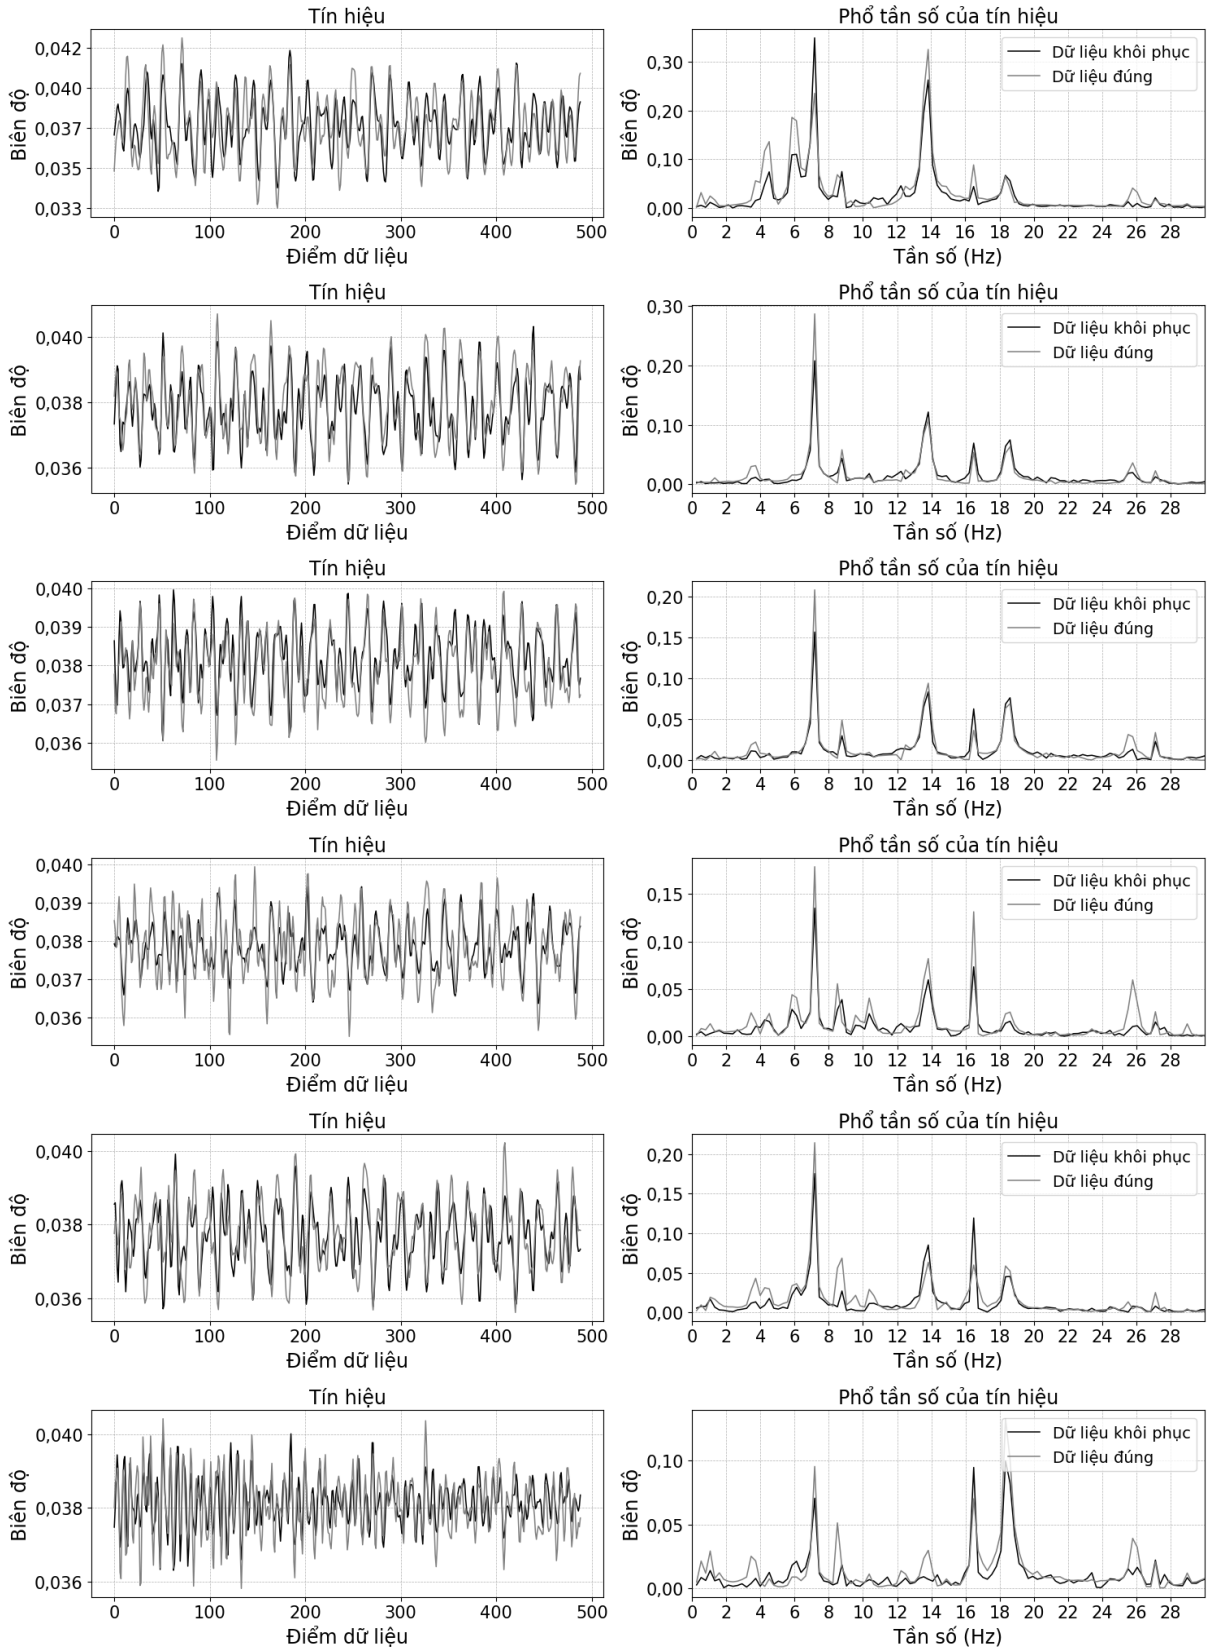 Tín hiệu
Biên độ
0,042
0,040
0,037
0,035
0,033
0 100 200 300 400 500
Điểm dữ liệu
Phổ tần số của tín hiệu
Biên độ
0,30
0,20
0,10
0,00
Dữ liệu khôi phục
Dữ liệu đúng
0 2 4 6 8 10 12 14 16 18 20 22 24 26 28
Tần số (Hz)
Tín hiệu
Biên độ
0,040
0,038
0,036
0 100 200 300 400 500
Điểm dữ liệu
Phổ tần số của tín hiệu
Biên độ
0,30
0,20
0,10
0,00
Dữ liệu khôi phục
Dữ liệu đúng
0 2 4 6 8 10 12 14 16 18 20 22 24 26 28
Tần số (Hz)
Tín hiệu
Biên độ
0,040
0,039
0,038
0,037
0,036
0 100 200 300 400 500
Điểm dữ liệu
Phổ tần số của tín hiệu
Biên độ
0,20
0,15
0,10
0,05
0,00
Dữ liệu khôi phục
Dữ liệu đúng
0 2 4 6 8 10 12 14 16 18 20 22 24 26 28
Tần số (Hz)
Tín hiệu
Biên độ
0,040
0,039
0,038
0,037
0,036
0 100 200 300 400 500
Điểm dữ liệu
Phổ tần số của tín hiệu
Biên độ
0,15
0,10
0,05
0,00
Dữ liệu khôi phục
Dữ liệu đúng
0 2 4 6 8 10 12 14 16 18 20 22 24 26 28
Tần số (Hz)
Tín hiệu
Biên độ
0,040
0,038
0,036
0 100 200 300 400 500
Điểm dữ liệu
Phổ tần số của tín hiệu
Biên độ
0,20
0,15
0,10
0,05
0,00
Dữ liệu khôi phục
Dữ liệu đúng
0 2 4 6 8 10 12 14 16 18 20 22 24 26 28
Tần số (Hz)
Tín hiệu
Biên độ
0,040
0,038
0,036
0 100 200 300 400 500
Điểm dữ liệu
Phổ tần số của tín hiệu
Biên độ
0,10
0,05
0,00
Dữ liệu khôi phục
Dữ liệu đúng
0 2 4 6 8 10 12 14 16 18 20 22 24 26 28
Tần số (Hz)